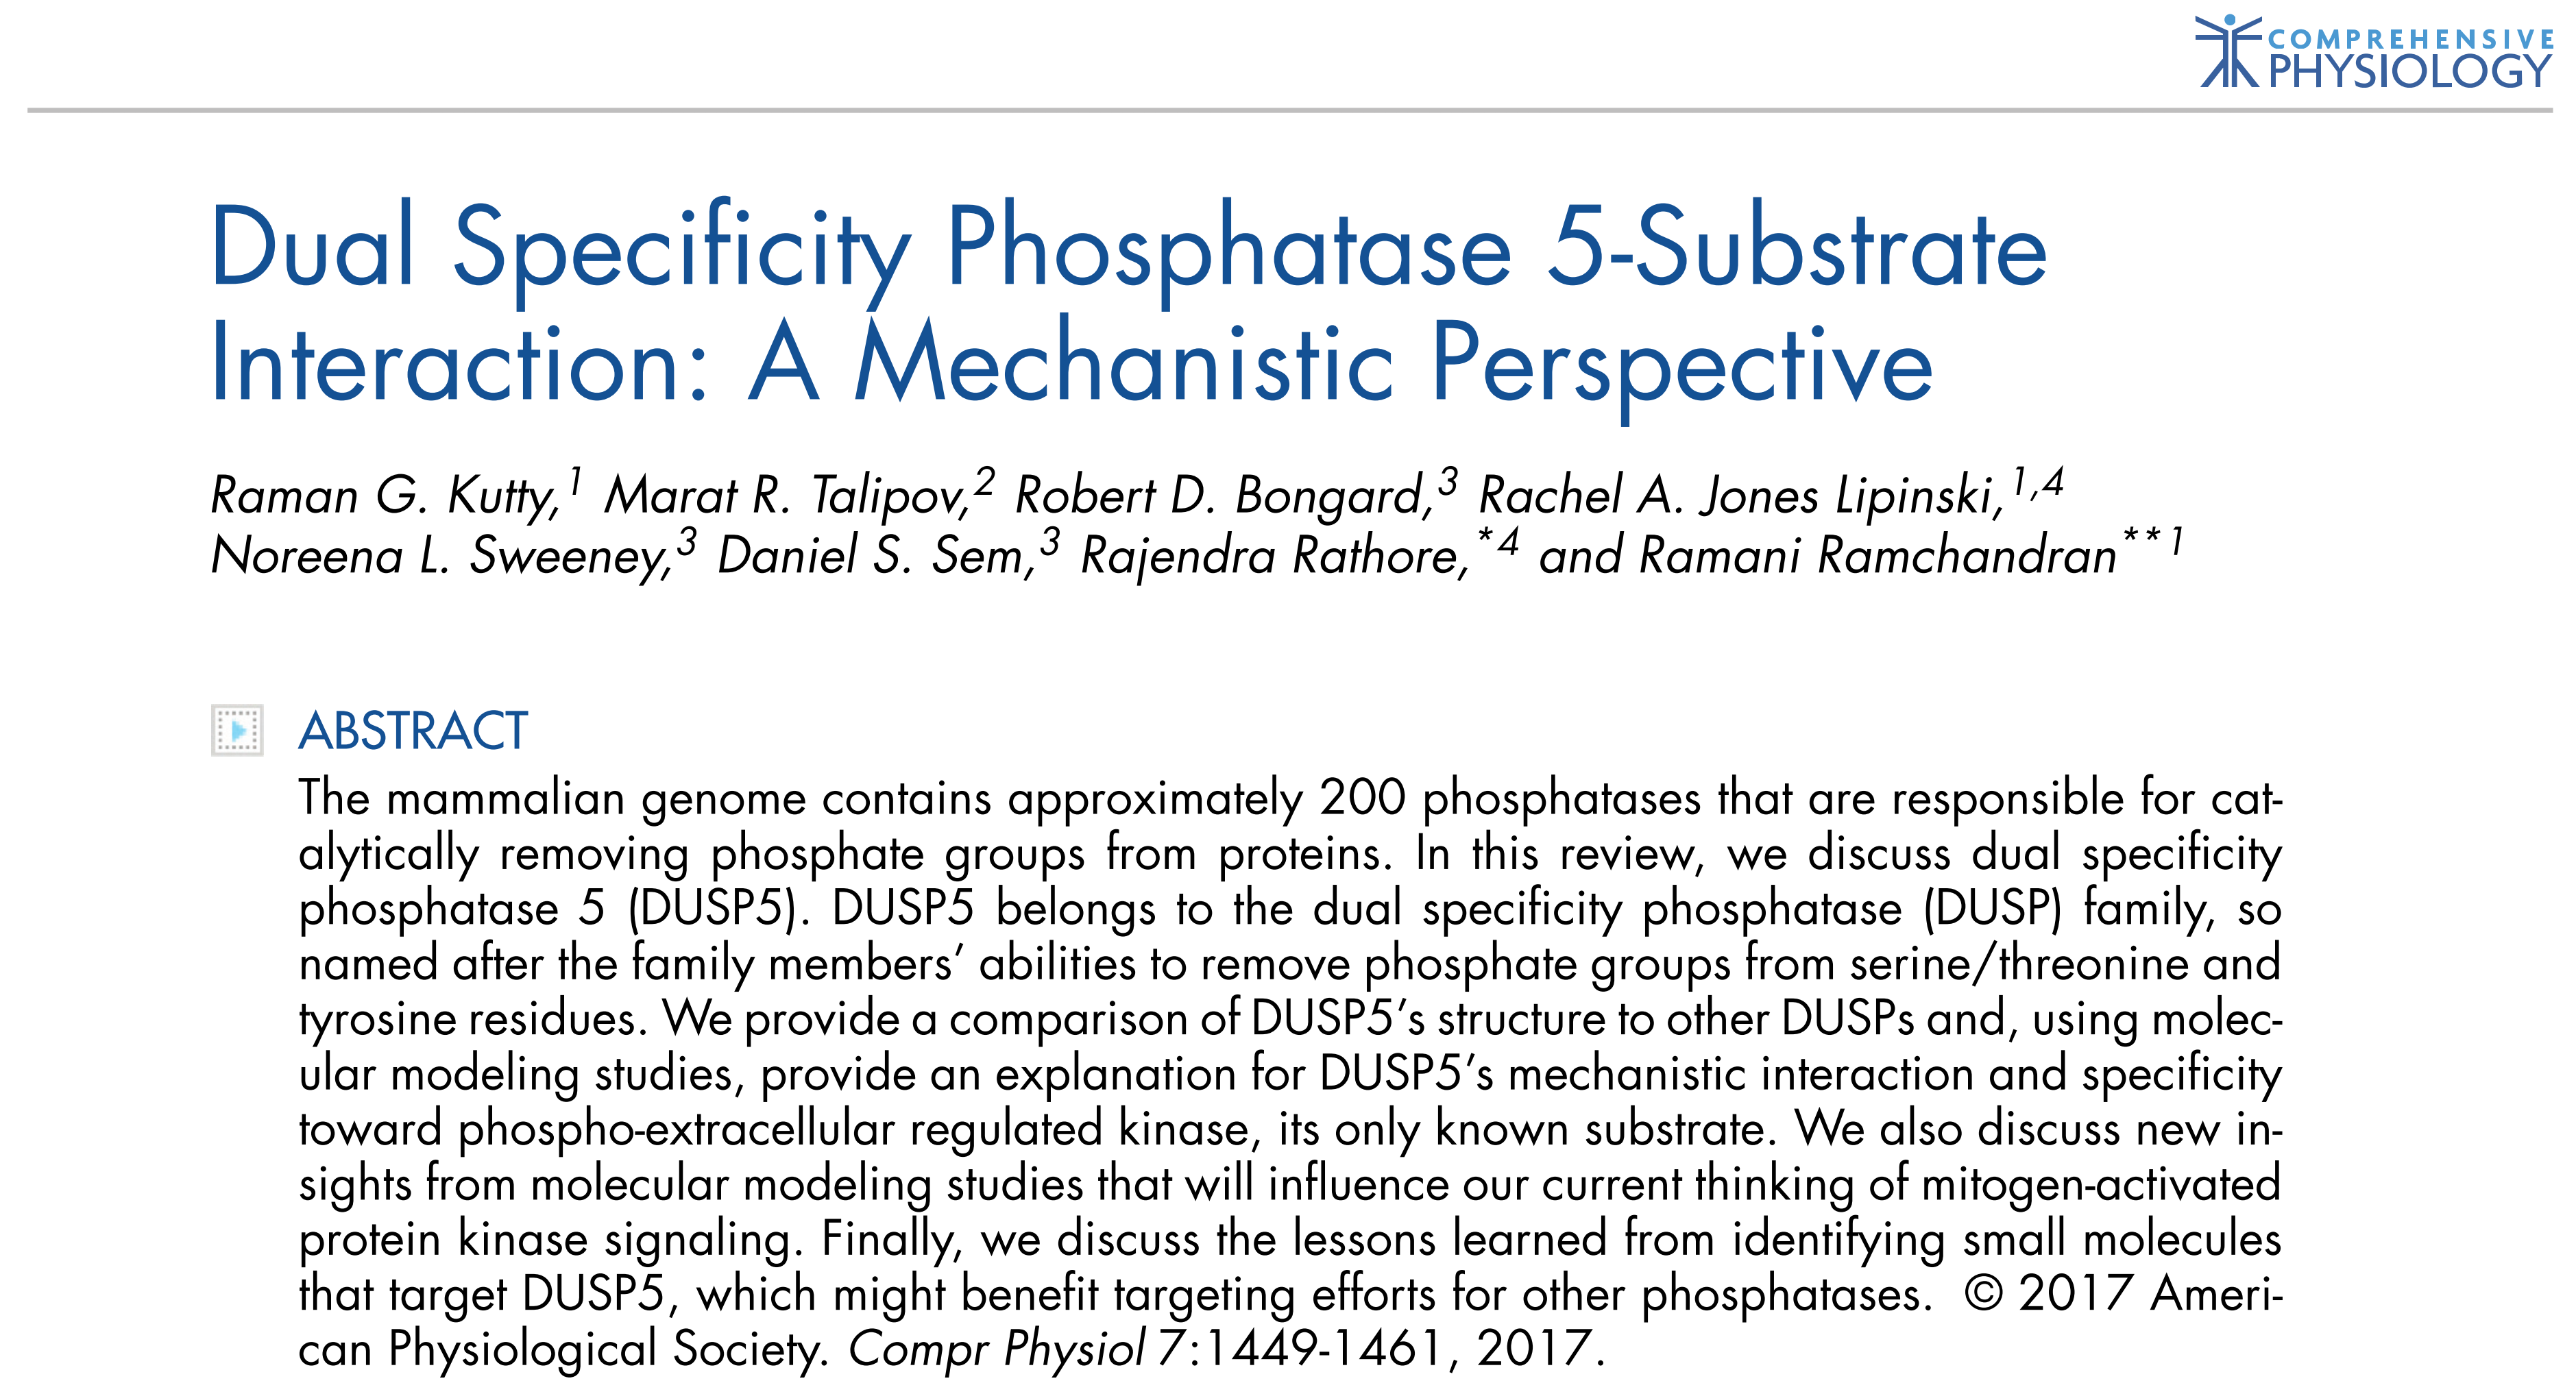 COMPREHENSIVE
PHYSIOLOGY
Dual Specificity Phosphatase 5-Substrate
Interaction: A Mechanistic Perspective
Raman G. Kutty,1 Marat R. Talipov,2 Robert D. Bongard,3 Rachel A. Jones Lipinski,1,4
Noreena L. Sweeney,3 Daniel S. Sem,3 Rajendra Rathore,*4 and Ramani Ramchandran**1
ABSTRACT
The mammalian genome contains approximately 200 phosphatases that are responsible for cat-
alytically removing phosphate groups from proteins. In this review, we discuss dual specificity
phosphatase 5 (DUSP5). DUSP5 belongs to the dual specificity phosphatase (DUSP) family, so
named after the family members’ abilities to remove phosphate groups from serine/threonine and
tyrosine residues. We provide a comparison of DUSP5’s structure to other DUSPs and, using molec-
ular modeling studies, provide an explanation for DUSP5’s mechanistic interaction and specificity
toward phospho-extracellular regulated kinase, its only known substrate. We also discuss new in-
sights from molecular modeling studies that will influence our current thinking of mitogen-activated
protein kinase signaling. Finally, we discuss the lessons learned from identifying small molecules
that target DUSP5, which might benefit targeting efforts for other phosphatases. © 2017 Ameri-
can Physiological Society. Compr Physiol 7:1449-1461, 2017.